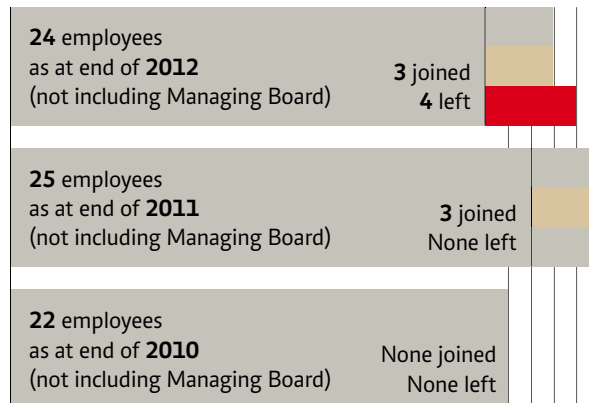 24 employees
as at end of 2012
(not including Managing Board)
3 joined
4 left
25 employees
as at end of 2011
(not including Managing Board)
3 joined
None left
22 employees
as at end of 2010
(not including Managing Board)
None joined
None left